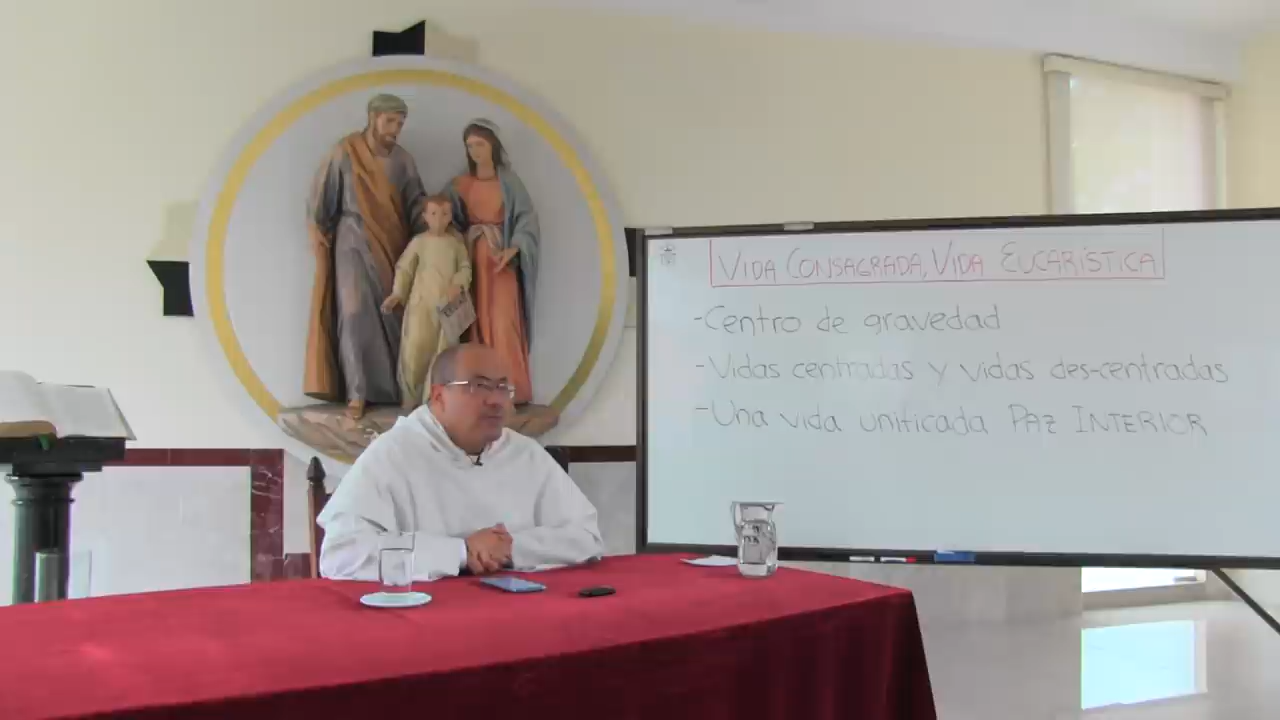 VIDA CONSAGRADA, VIDA EUCARÍSTICA
-Centro de gravedad
-Vidas centradas y vidas des-centradas
-Una vida unificada PAZ INTERIOR